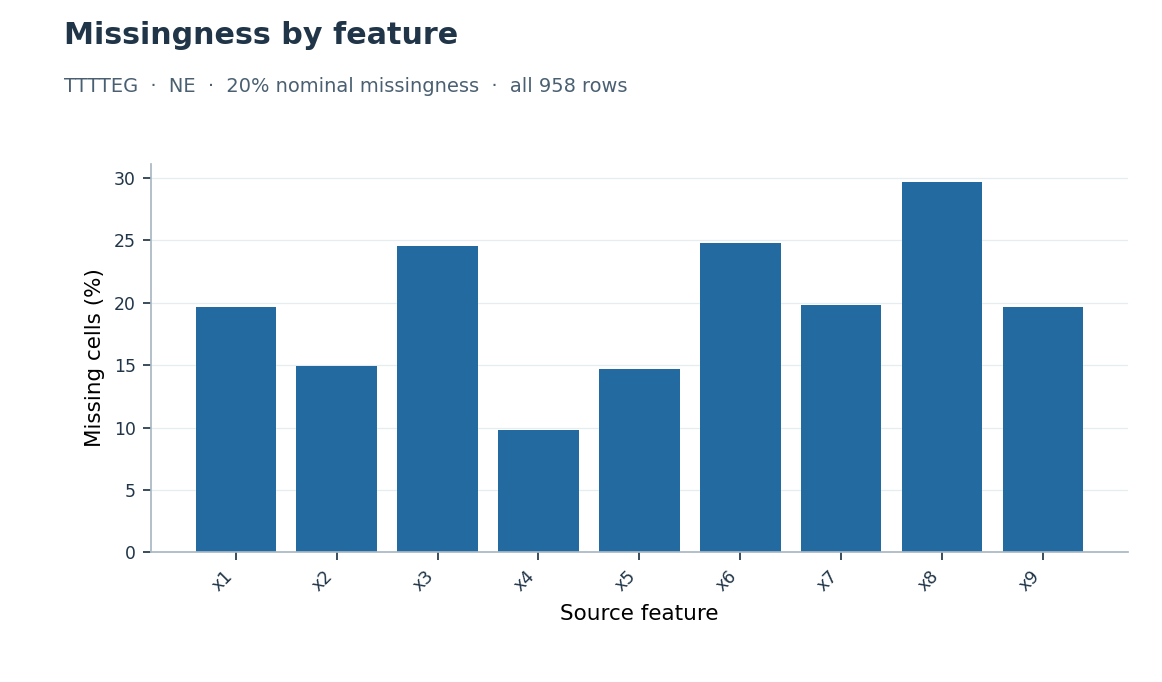 Missingness by feature
TTTTEG · NE · 20% nominal missingness · all 958 rows
30
25
20
15
10
5
0
Missing cells (%)
x1 x2 x3 x4 x5 x6 x7 x8 x9
Source feature